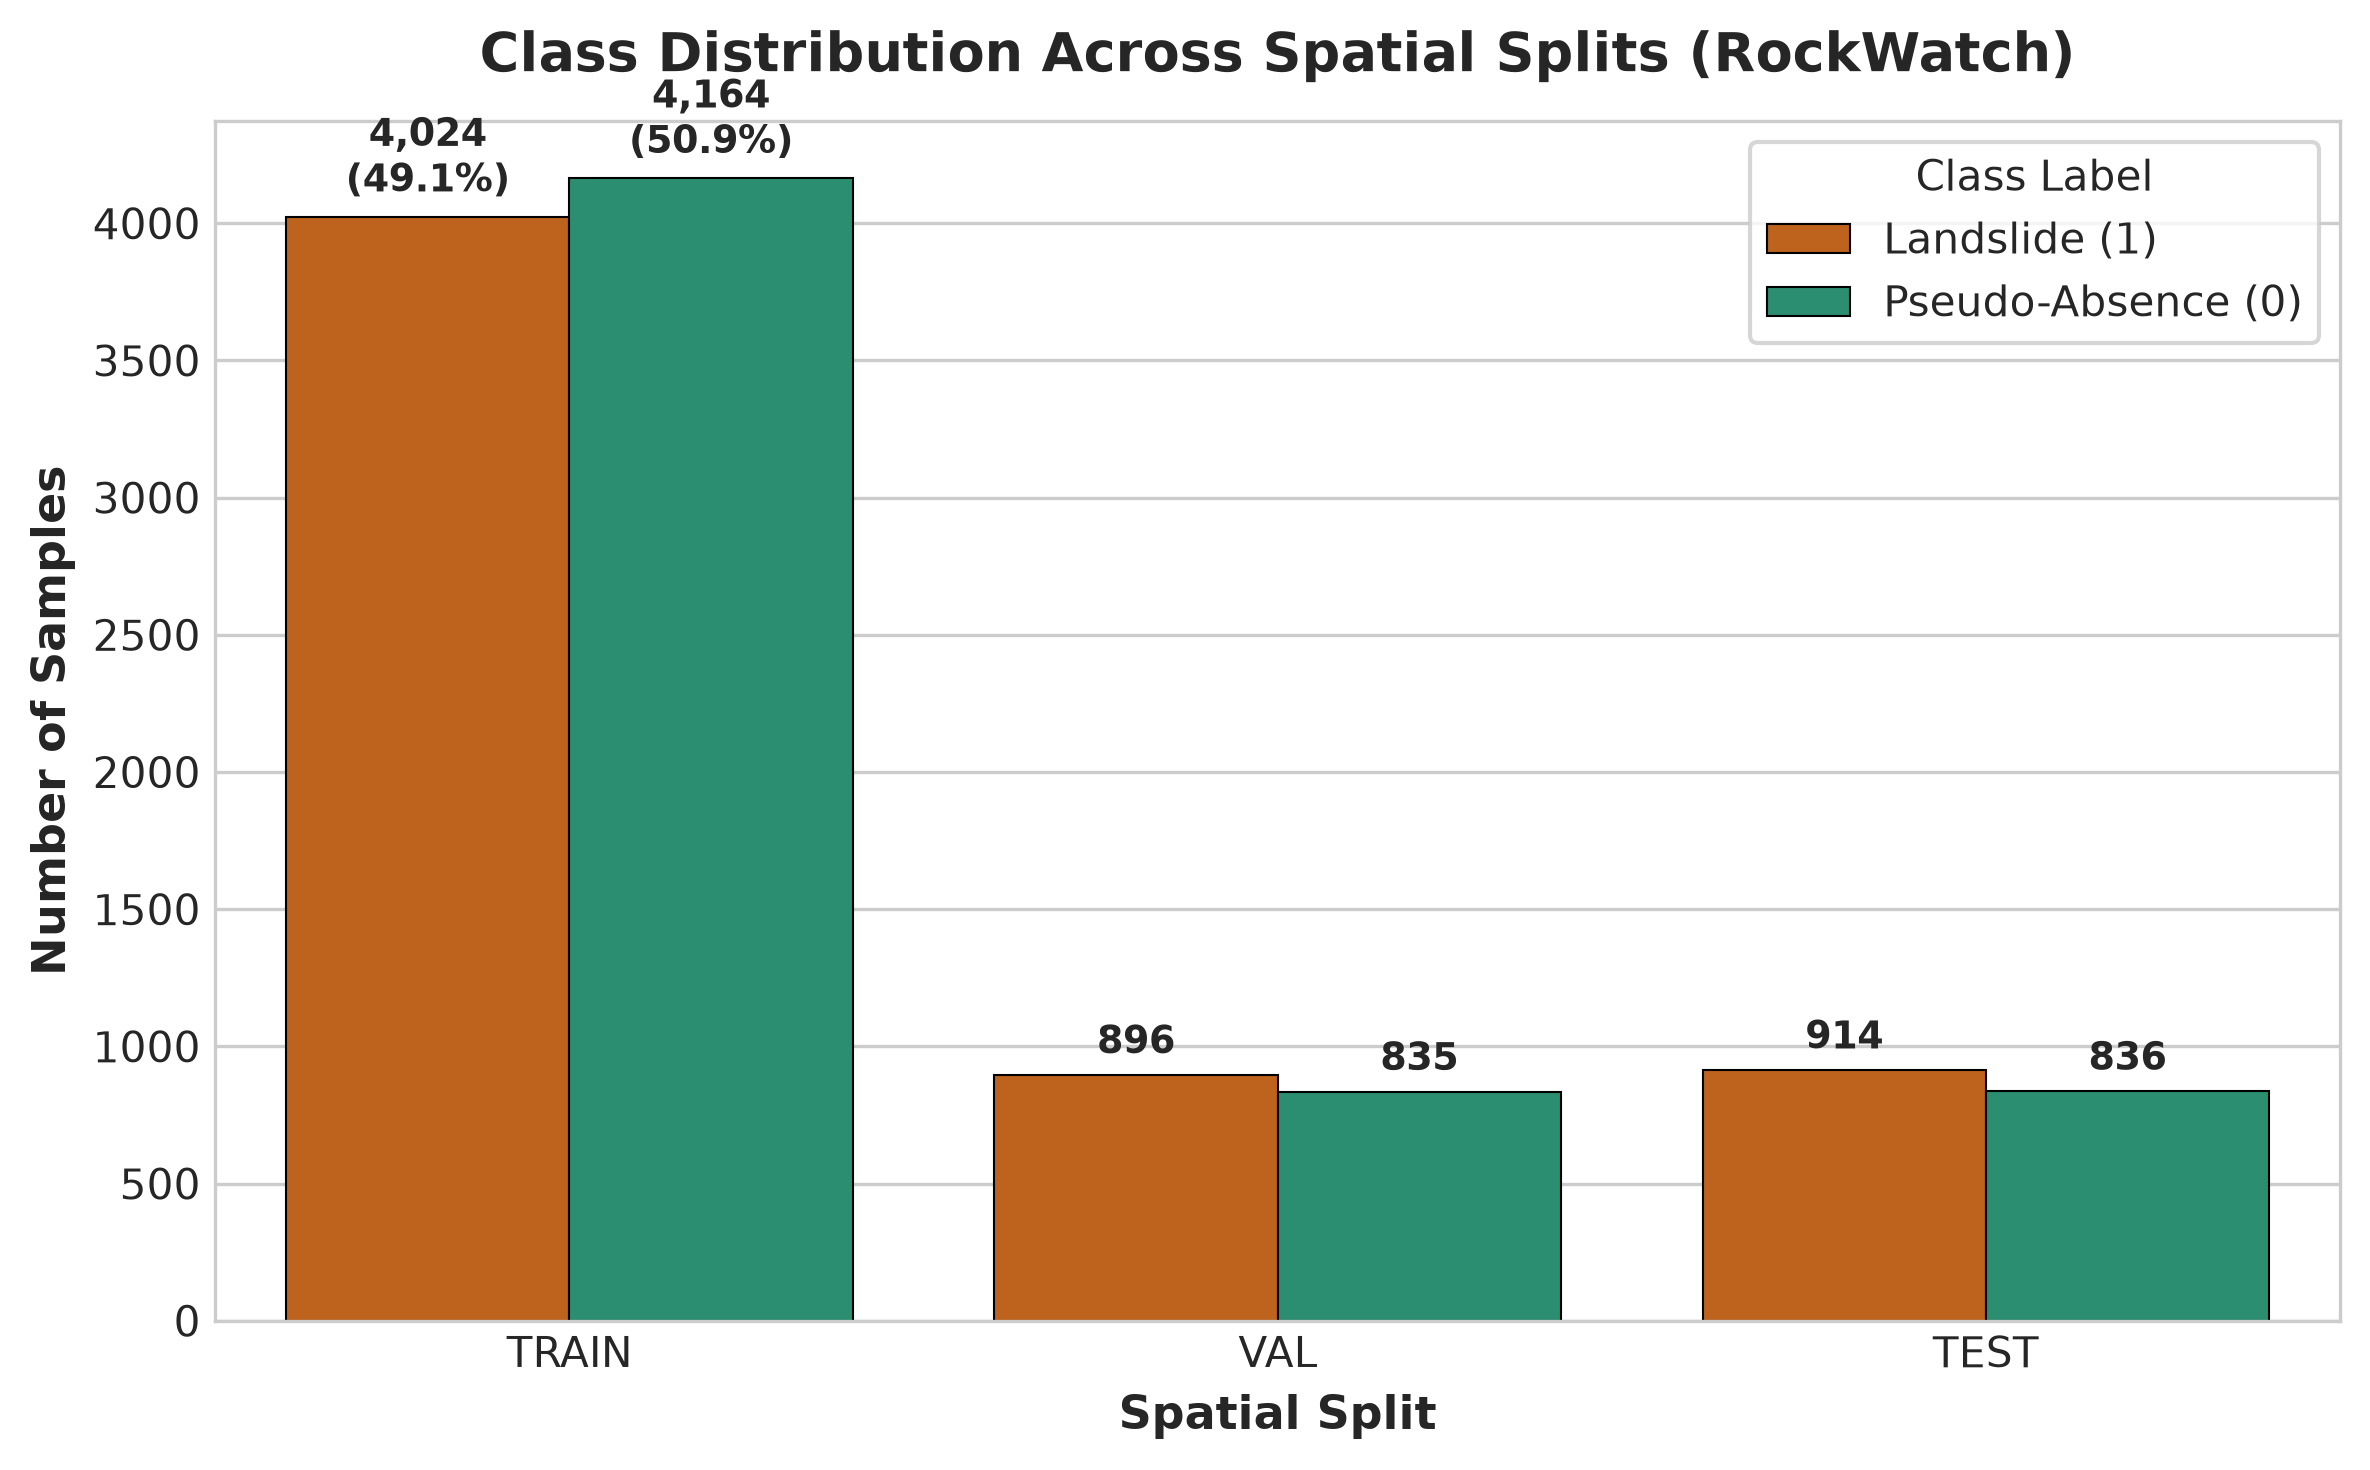 Class Distribution Across Spatial Splits (RockWatch)
4,024
(49.1%)
4,164
(50.9%)
Class Label
Landslide (1)
Pseudo-Absence (0)
Number of Samples
4000
3500
3000
2500
2000
1500
1000
500
0
896
835
914
836
TRAIN
VAL
TEST
Spatial Split